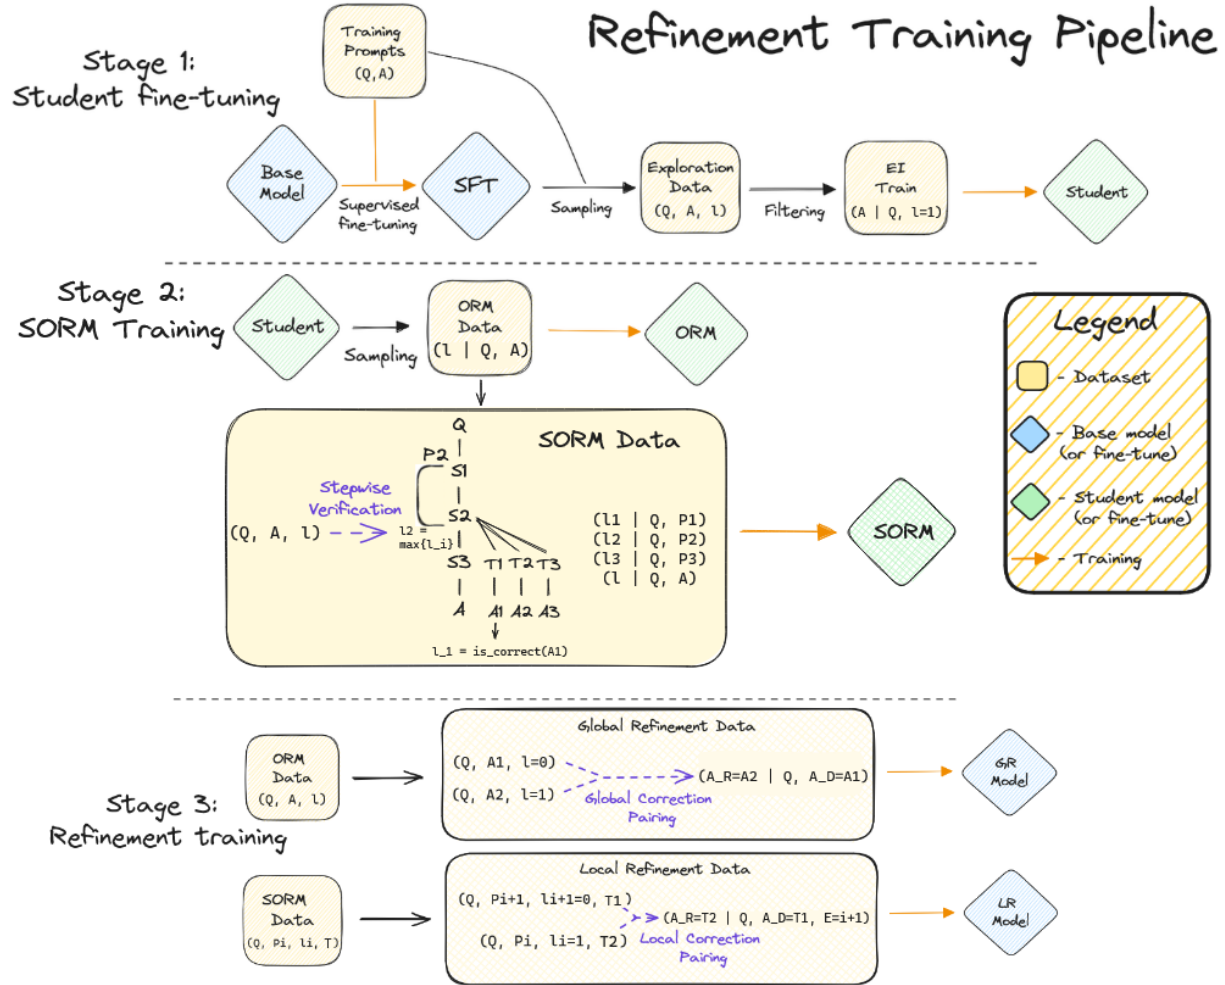 Refinement Training Pipeline
Stage 1:
Student fine-tuning
Training
Prompts
(Q,A)
Base
Model
Supervised
fine-tuning
SFT
Sampling
Exploration
Data
(Q, A, l)
Filtering
EI
Train
(A | Q, l=1)
Student
Stage 2:
SORM Training
Student
Sampling
ORM
Data
(l | Q, A)
ORM
SORM Data
Q
P2
S1
Stepwise
Verification
(Q, A, l)
S2
l2 =
max{l_i}
S3 T1 T2 T3
A A1 A2 A3
l_1 = is_correct(A1)
(l1 | Q, P1)
(l2 | Q, P2)
(l3 | Q, P3)
(l | Q, A)
SORM
Legend
- Dataset
- Base model
(or fine-tune)
- Student model
(or fine-tune)
- Training
Stage 3:
Refinement training
ORM
Data
(Q, A, l)
Global Refinement Data
(Q, A1, l=0)
(Q, A2, l=1)
Global Correction
Pairing
(A_R=A2 | Q, A_D=A1)
GR
Model
SORM
Data
(Q, Pi, li, T)
Local Refinement Data
(Q, Pi+1, li+1=0, T1)
(Q, Pi, li=1, T2)
Local Correction
Pairing
(A_R=T2 | Q, A_D=T1, E=i+1)
LR
Model